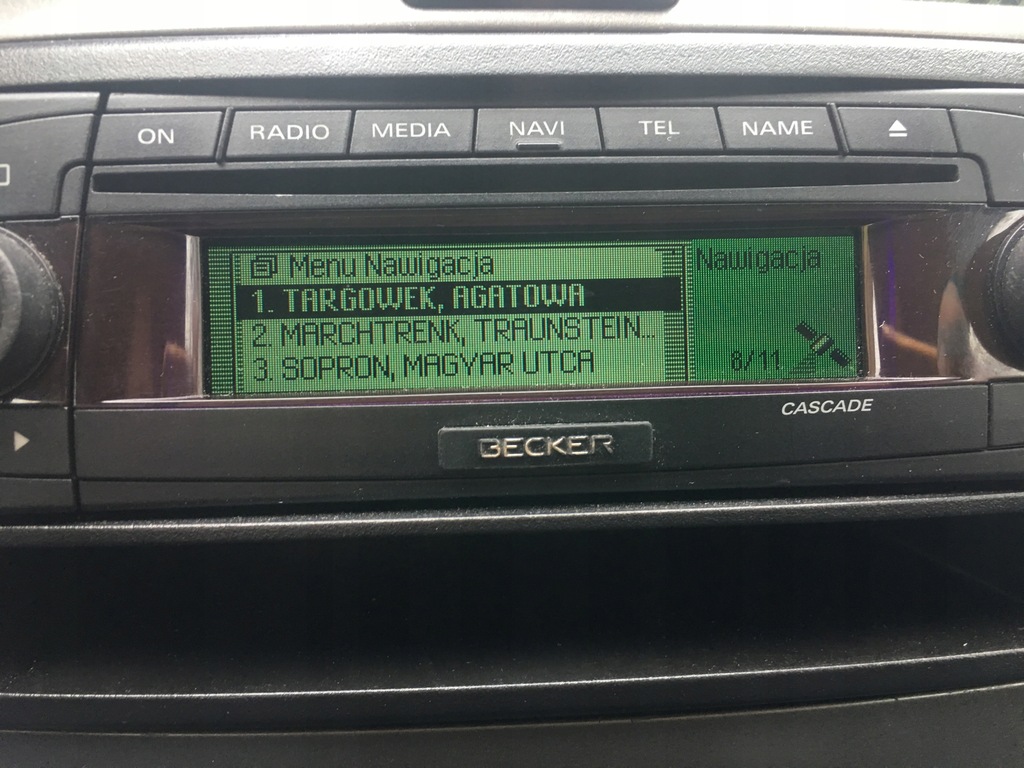 ON RADIO MEDIA NAVI TEL NAME
Menu Nawigacja
1. TARGOWEK, AGATOWA
2. MARCHTRENK, TRAUNSTEIN...
3. SOPRON, MAGYAR UTCA
Nawigacja
8/11
CASCADE
BECKER